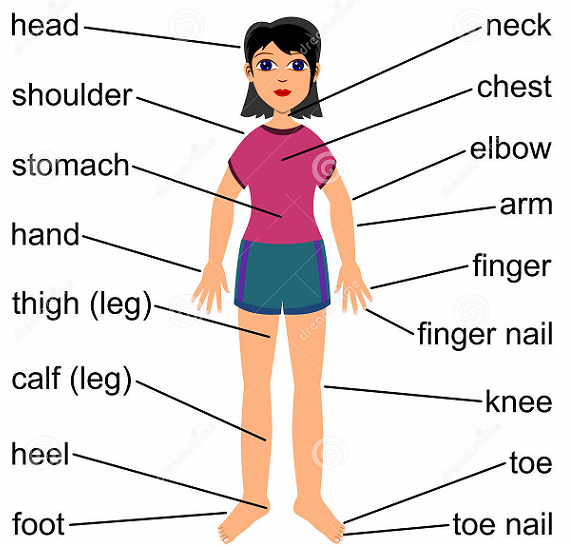 head
shoulder
stomach
hand
thigh (leg)
calf (leg)
heel
foot
neck
chest
elbow
arm
finger
finger nail
knee
toe
toe nail